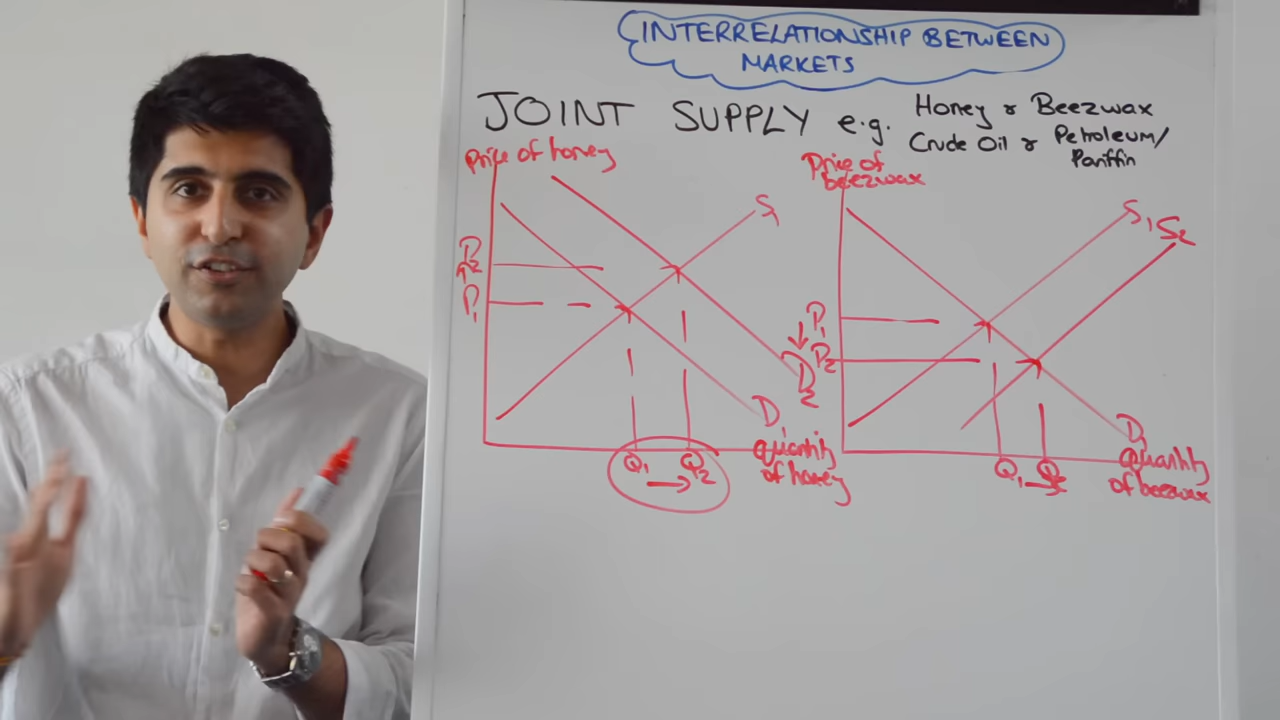 INTERRELATIONSHIP BETWEEN
MARKETS
JOINT SUPPLY e.g. Honey & Beezwax
Crude Oil & Petroleum/
Pariffin
Price of honey
P2
P1
S1
D2
D1
Q1 → Q2
quantity
of honey
Price of
beezwax
P1
P2
S1
S2
D1
Q1 → Q2
quantity
of beezwax